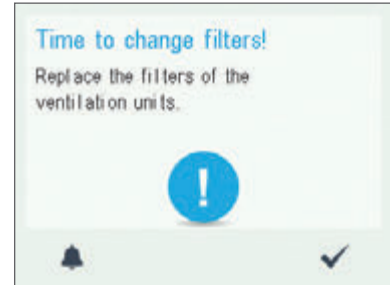 Time to change filters!
Replace the filters of the
ventilation units.
!